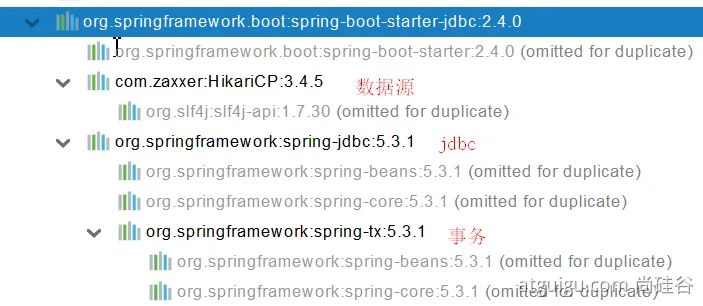 org.springframework.boot:spring-boot-starter-jdbc:2.4.0
org.springframework.boot:spring-boot-starter:2.4.0 (omitted for duplicate)
com.zaxxer:HikariCP:3.4.5 数据源
org.slf4j:slf4j-api:1.7.30 (omitted for duplicate)
org.springframework:spring-jdbc:5.3.1 jdbc
org.springframework:spring-beans:5.3.1 (omitted for duplicate)
org.springframework:spring-core:5.3.1 (omitted for duplicate)
org.springframework:spring-tx:5.3.1 事务
org.springframework:spring-beans:5.3.1 (omitted for duplicate)
org.springframework:spring-core:5.3.1 (omitted for duplicate)
atguigu.com 尚硅谷